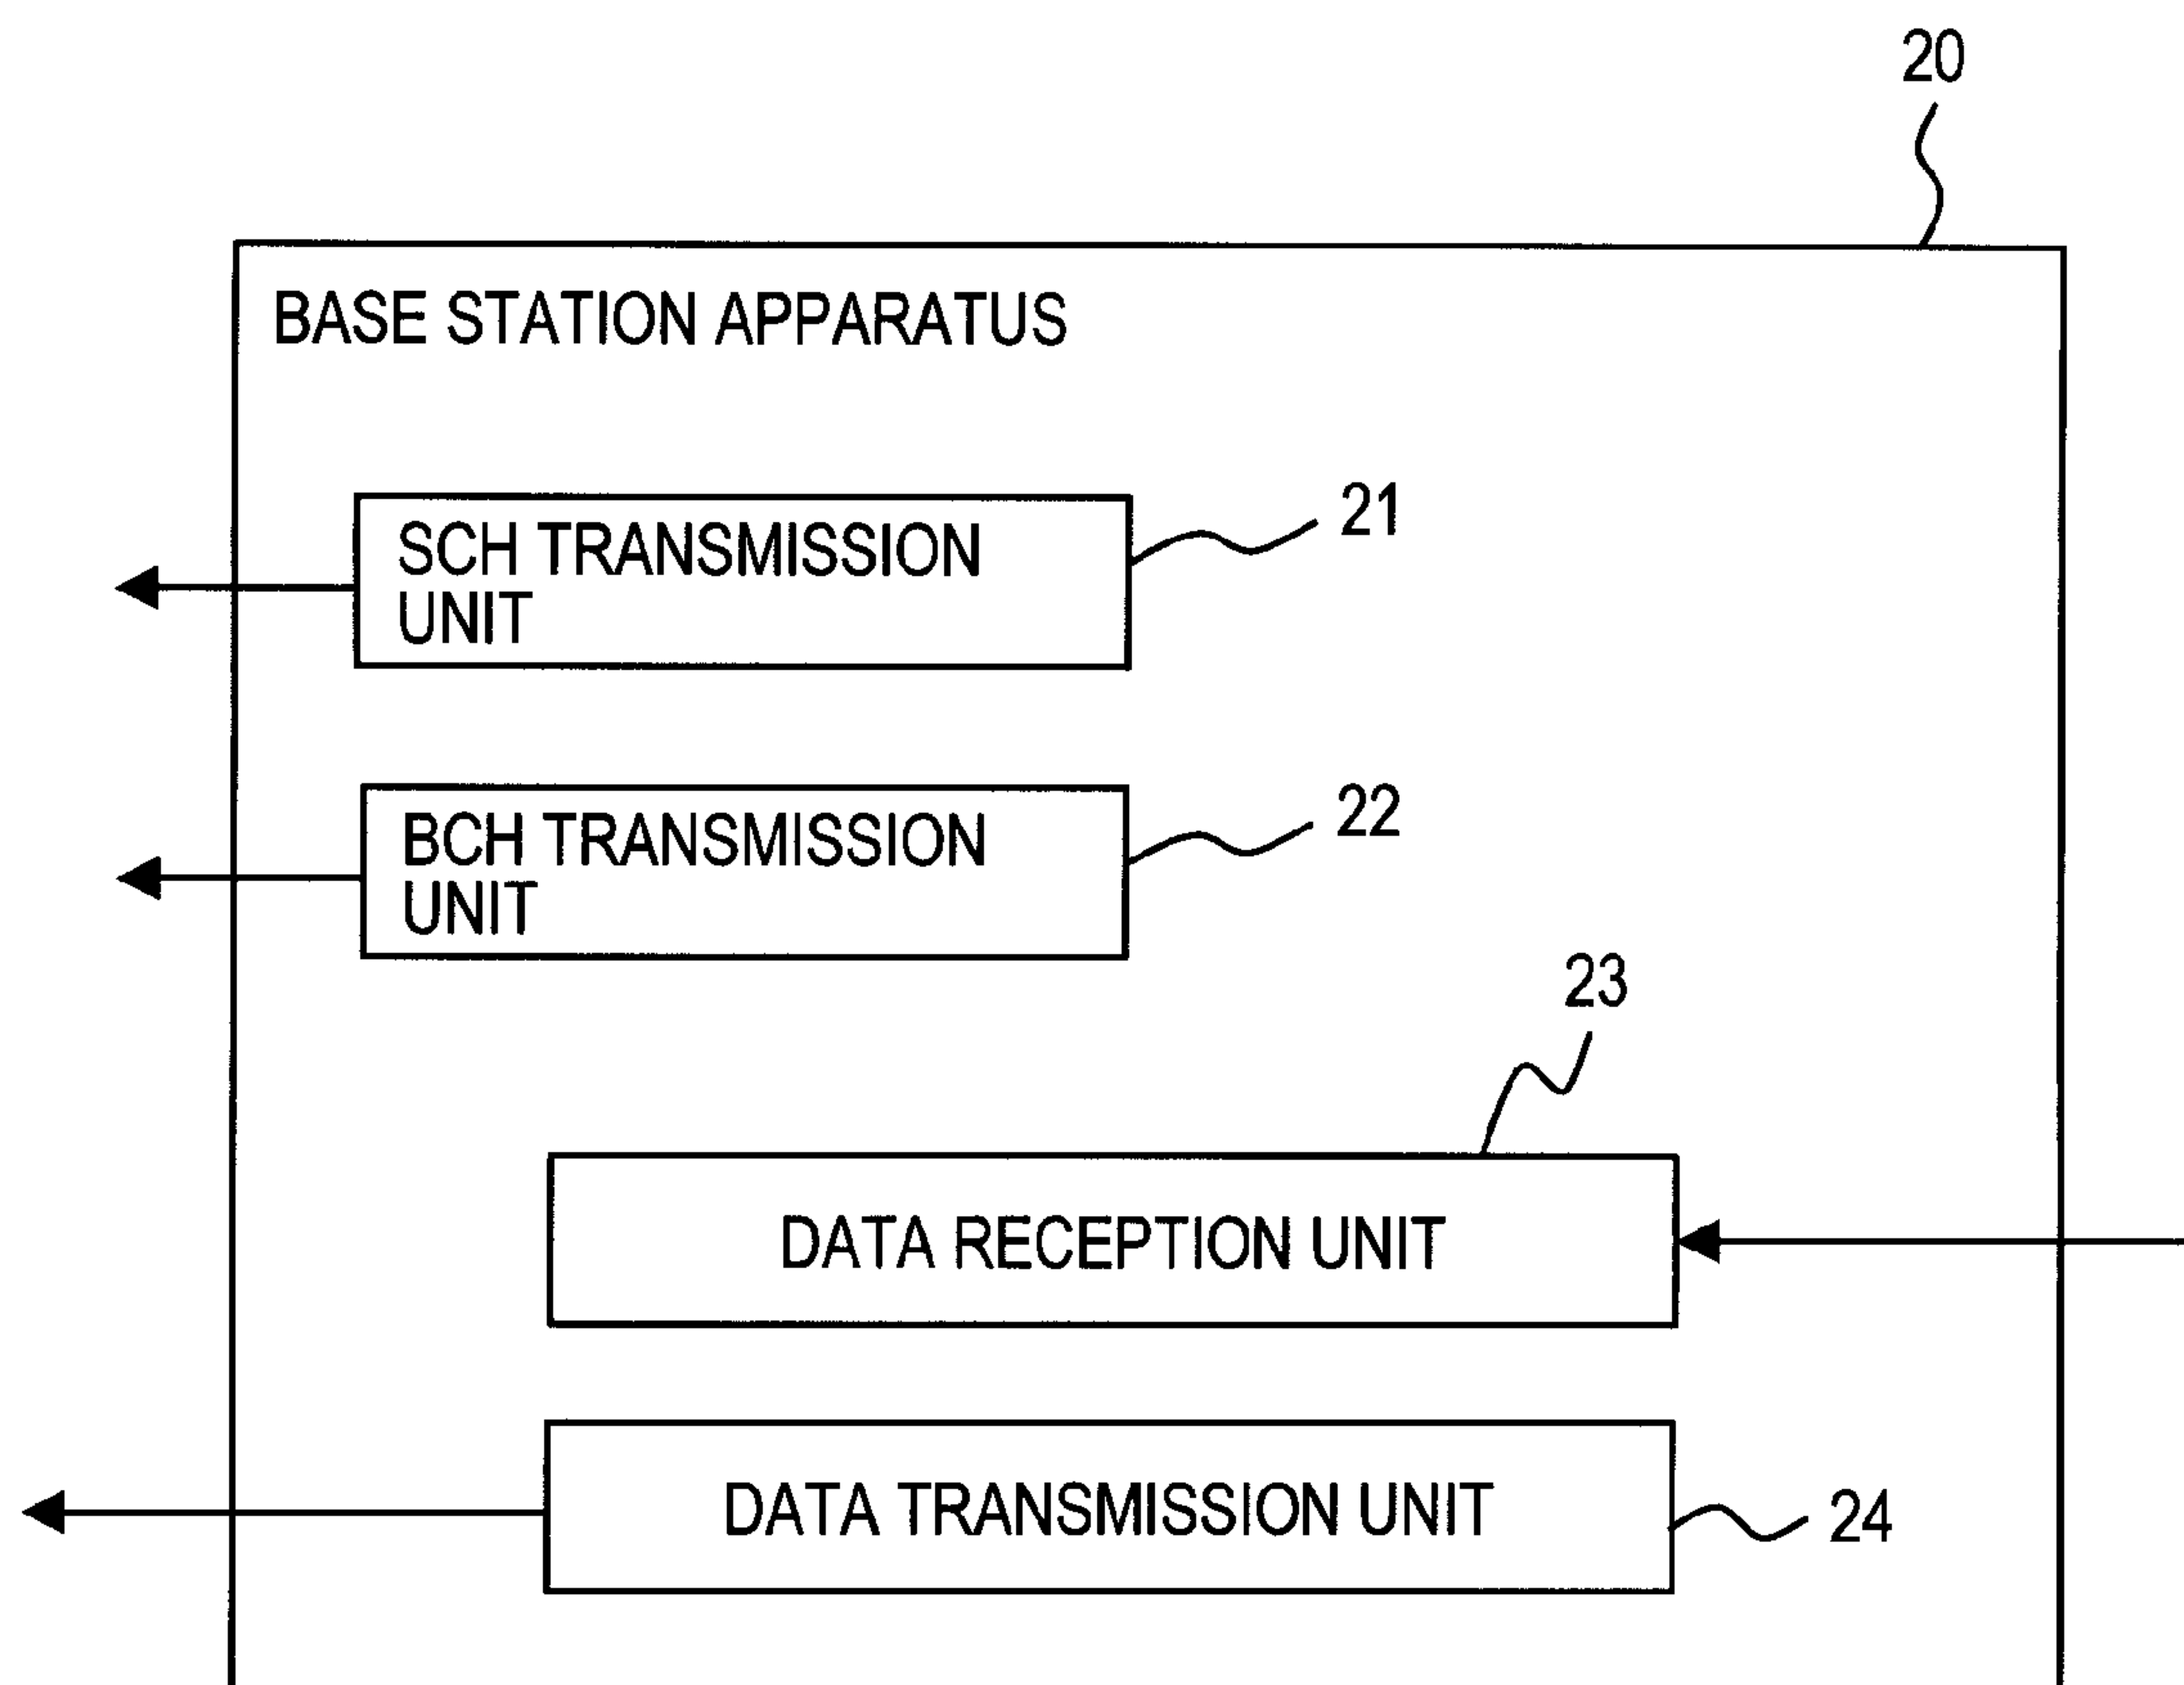 20
BASE STATION APPARATUS
21
SCH TRANSMISSION
UNIT
22
BCH TRANSMISSION
UNIT
23
DATA RECEPTION UNIT
DATA TRANSMISSION UNIT
24